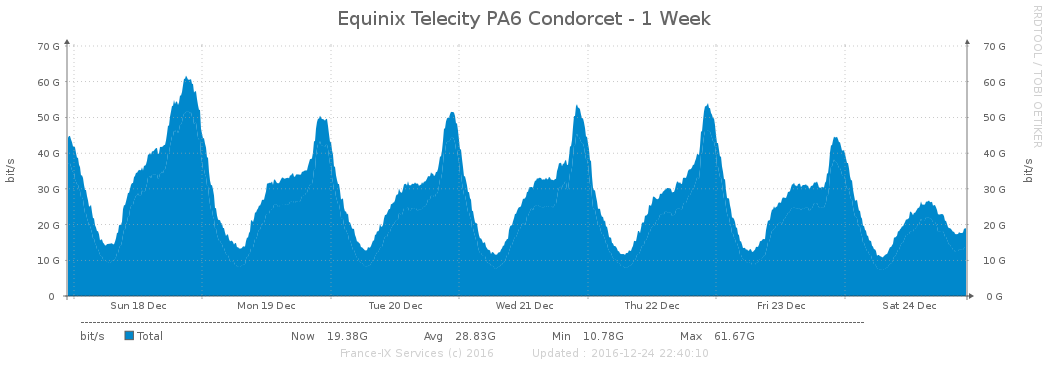 Equinix Telecity PA6 Condorcet - 1 Week
RRDTOOL / TOBI OETIKER
bit/s
70 G
60 G
50 G
40 G
30 G
20 G
10 G
0
70 G
60 G
50 G
40 G
30 G
20 G
10 G
0 G
bit/s
Sun 18 Dec Mon 19 Dec Tue 20 Dec Wed 21 Dec Thu 22 Dec Fri 23 Dec Sat 24 Dec
bit/s Total Now 19.38G Avg 28.83G Min 10.78G Max 61.67G
France-IX Services (c) 2016 Updated : 2016-12-24 22:40:10